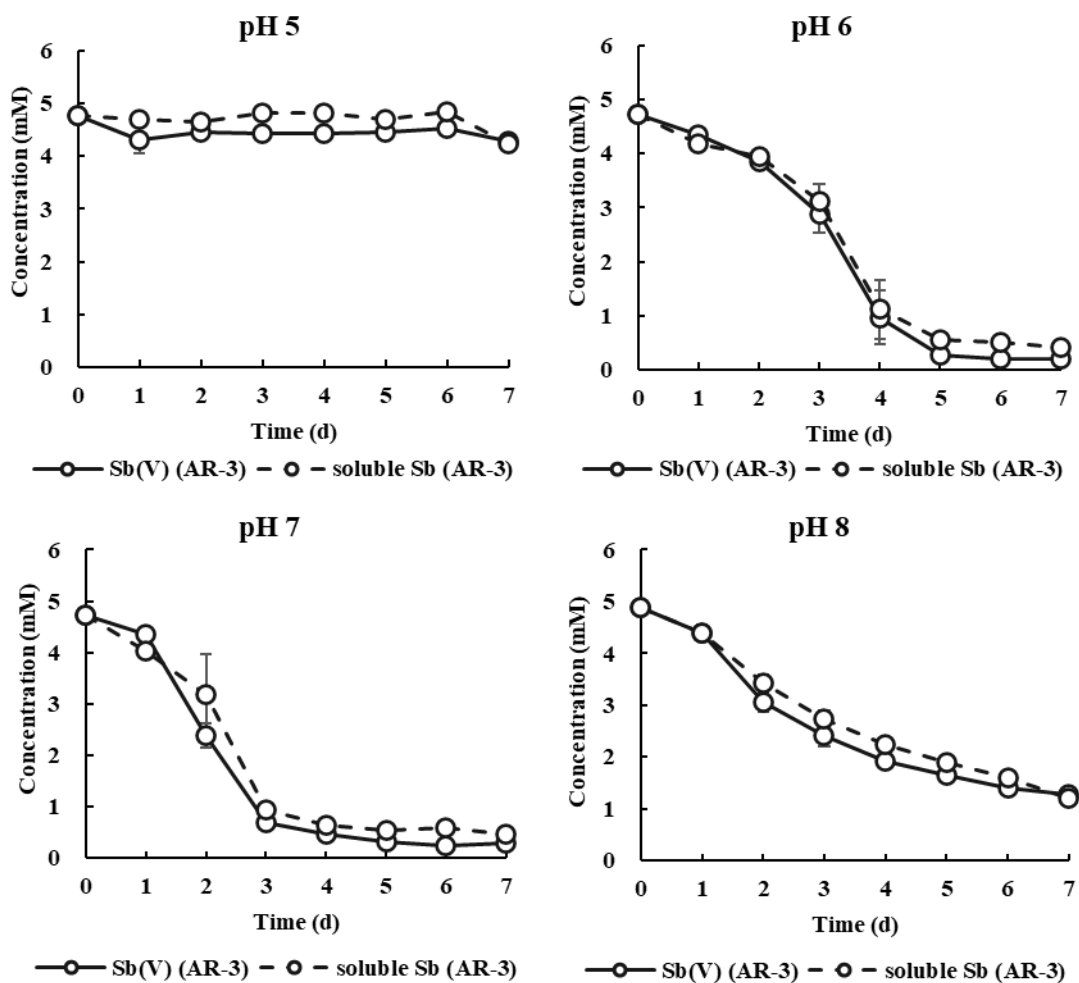 pH 5
6
5
4
3
2
1
0
Concentration (mM)
0 1 2 3 4 5 6 7
Time (d)
Sb(V) (AR-3) soluble Sb (AR-3)
pH 6
6
5
4
3
2
1
0
Concentration (mM)
0 1 2 3 4 5 6 7
Time (d)
Sb(V) (AR-3) soluble Sb (AR-3)
pH 7
6
5
4
3
2
1
0
Concentration (mM)
0 1 2 3 4 5 6 7
Time (d)
Sb(V) (AR-3) soluble Sb (AR-3)
pH 8
6
5
4
3
2
1
0
Concentration (mM)
0 1 2 3 4 5 6 7
Time (d)
Sb(V) (AR-3) soluble Sb (AR-3)